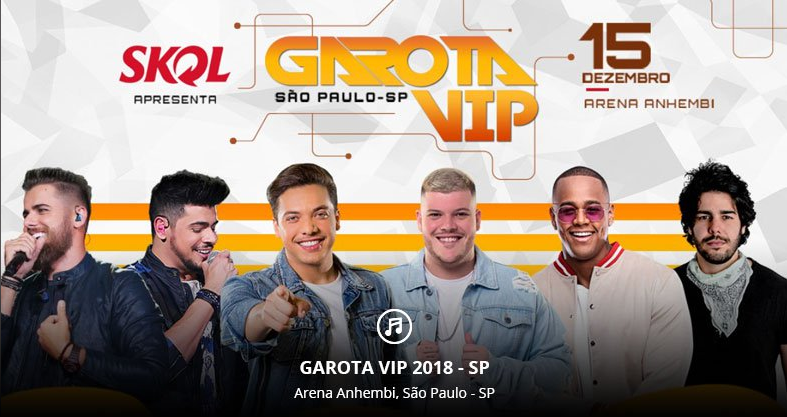 SKOL
APRESENTA
GAROTA
SÃO PAULO-SP
VIP
15
DEZEMBRO
ARENA ANHEMBI
GAROTA VIP 2018 - SP
Arena Anhembi, São Paulo - SP